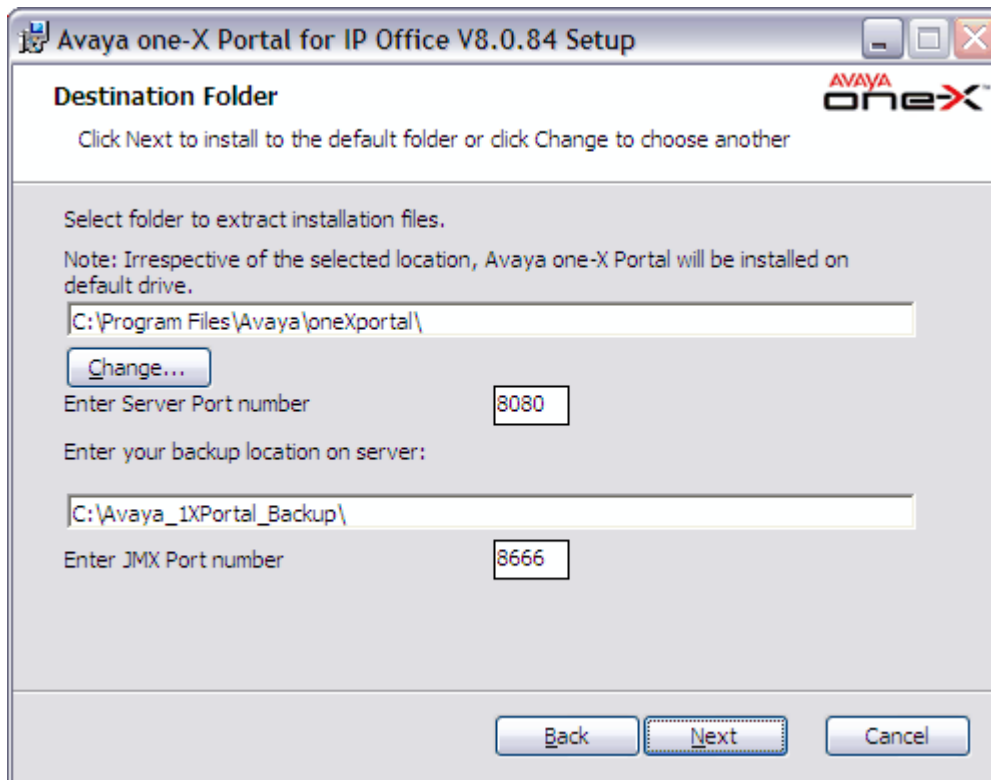 Avaya one-X Portal for IP Office V8.0.84 Setup
Destination Folder
AVAYA
one-X™
Click Next to install to the default folder or click Change to choose another
Select folder to extract installation files.
Note: Irrespective of the selected location, Avaya one-X Portal will be installed on
default drive.
C:\Program Files\Avaya\oneXportal\
Change...
Enter Server Port number
8080
Enter your backup location on server:
C:\Avaya_1XPortal_Backup\
Enter JMX Port number
8666
Back
Next
Cancel